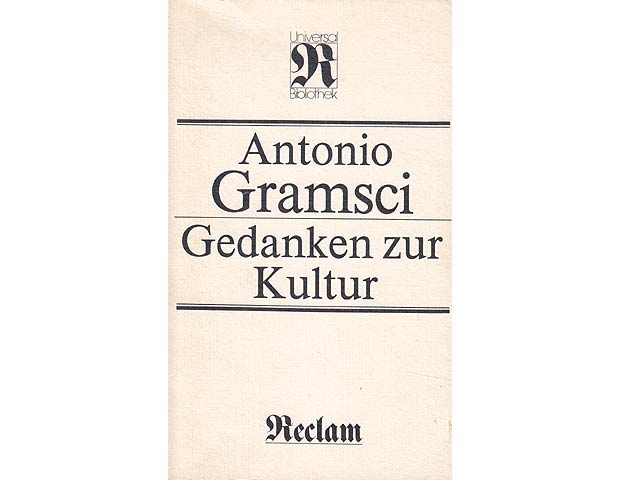 Universal
R
Bibliothek
Antonio
Gramsci
Gedanken zur
Kultur
Reclam